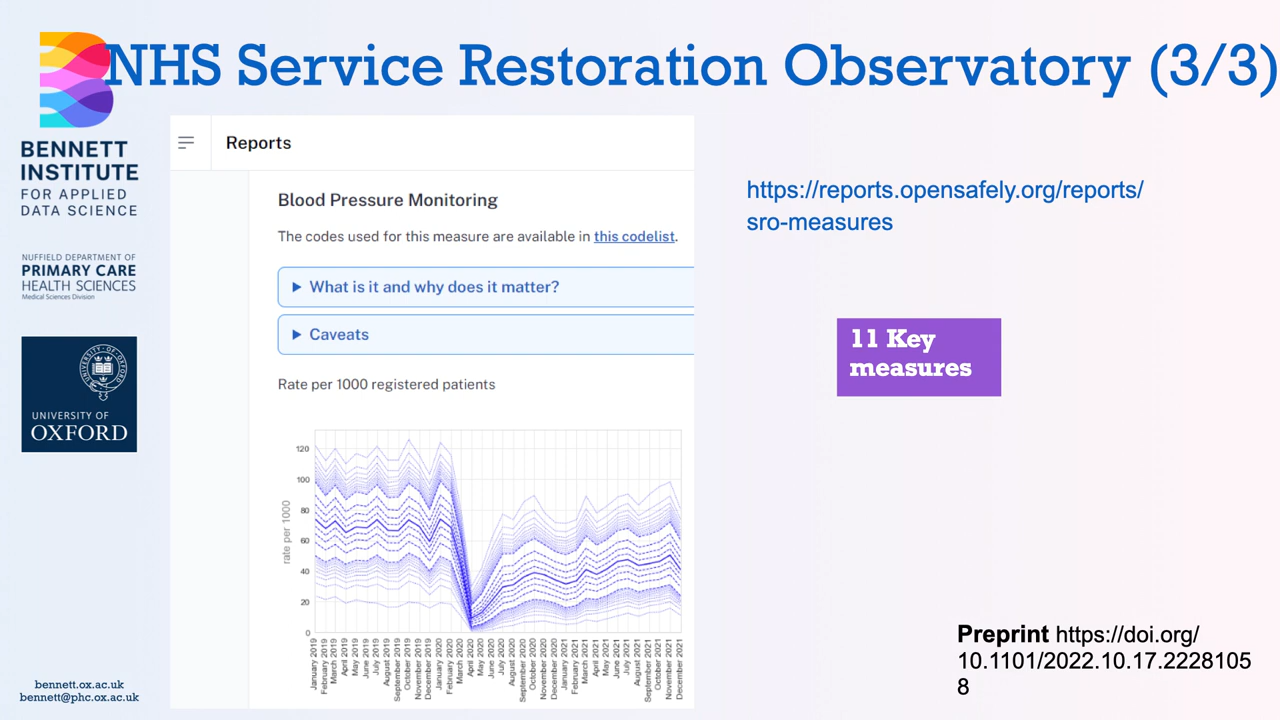 NHS Service Restoration Observatory (3/3)
BENNETT
INSTITUTE
FOR APPLIED
DATA SCIENCE
NUFFIELD DEPARTMENT OF
PRIMARY CARE
HEALTH SCIENCES
Medical Sciences Division
UNIVERSITY OF
OXFORD
bennett.ox.ac.uk
bennett@phc.ox.ac.uk
Reports
Blood Pressure Monitoring
The codes used for this measure are available in this codelist.
What is it and why does it matter?
Caveats
Rate per 1000 registered patients
rate per 1000
120
100
80
60
40
20
0
January 2019
February 2019
March 2019
April 2019
May 2019
June 2019
July 2019
August 2019
September 2019
October 2019
November 2019
December 2019
January 2020
February 2020
March 2020
April 2020
May 2020
June 2020
July 2020
August 2020
September 2020
October 2020
November 2020
December 2020
January 2021
February 2021
March 2021
April 2021
May 2021
June 2021
July 2021
August 2021
September 2021
October 2021
November 2021
December 2021
https://reports.opensafely.org/reports/
sro-measures
11 Key
measures
Preprint https://doi.org/
10.1101/2022.10.17.2228105
8